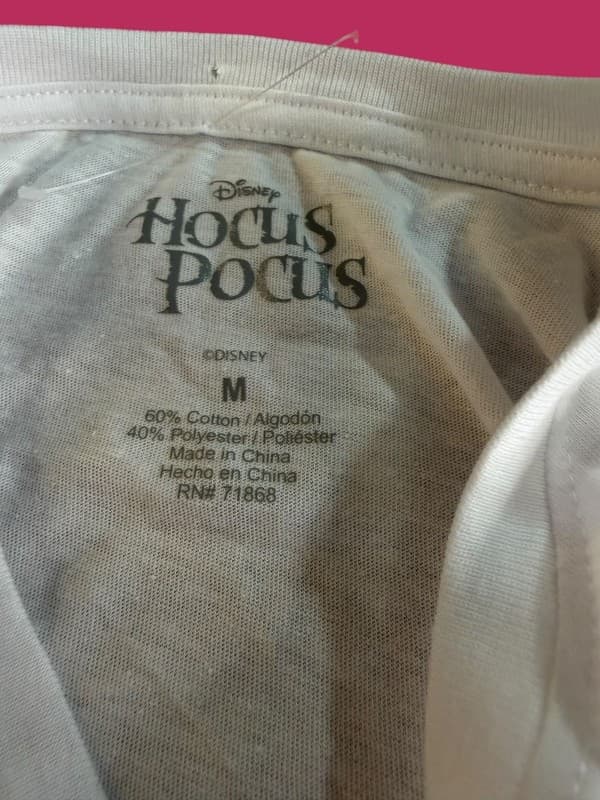 Disney
Hocus
Pocus
©DISNEY
M
60% Cotton / Algodón
40% Polyester / Poliéster
Made in China
Hecho en China
RN# 71868